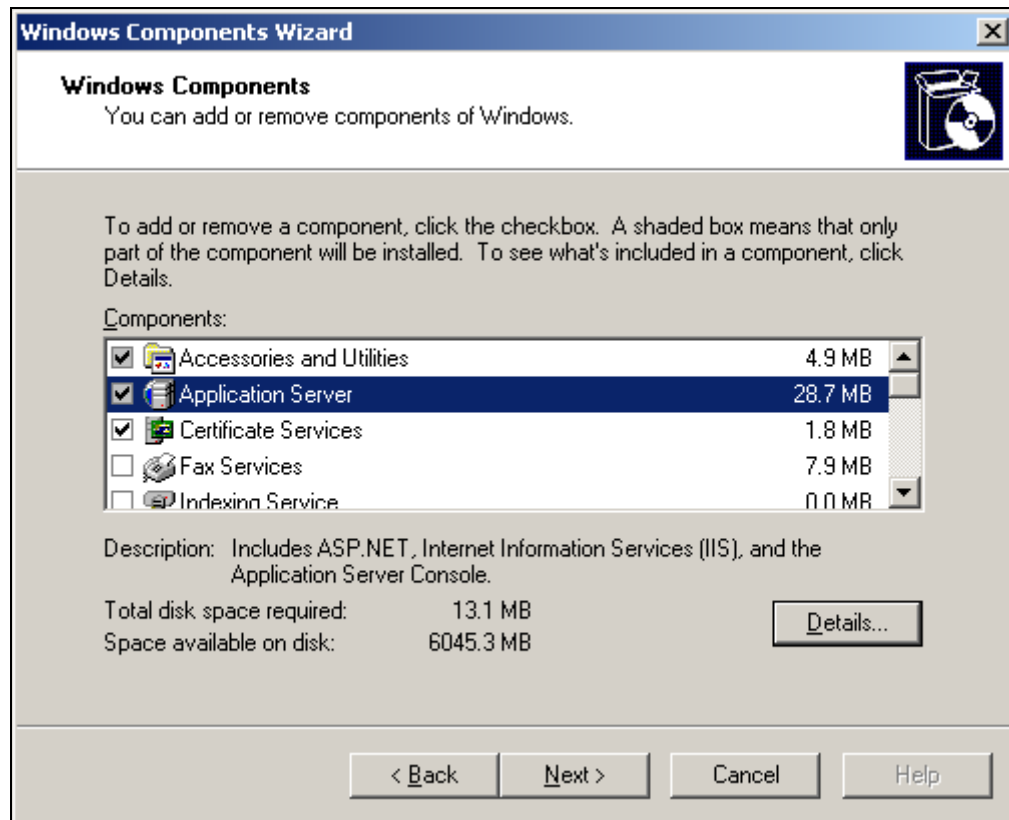 Windows Components Wizard
Windows Components
You can add or remove components of Windows.
To add or remove a component, click the checkbox. A shaded box means that only
part of the component will be installed. To see what's included in a component, click
Details.
Components:
Accessories and Utilities 4.9 MB
Application Server 28.7 MB
Certificate Services 1.8 MB
Fax Services 7.9 MB
Indexing Service 0.0 MB
Description: Includes ASP.NET, Internet Information Services (IIS), and the
Application Server Console.
Total disk space required: 13.1 MB
Space available on disk: 6045.3 MB
Details...
< Back Next > Cancel Help